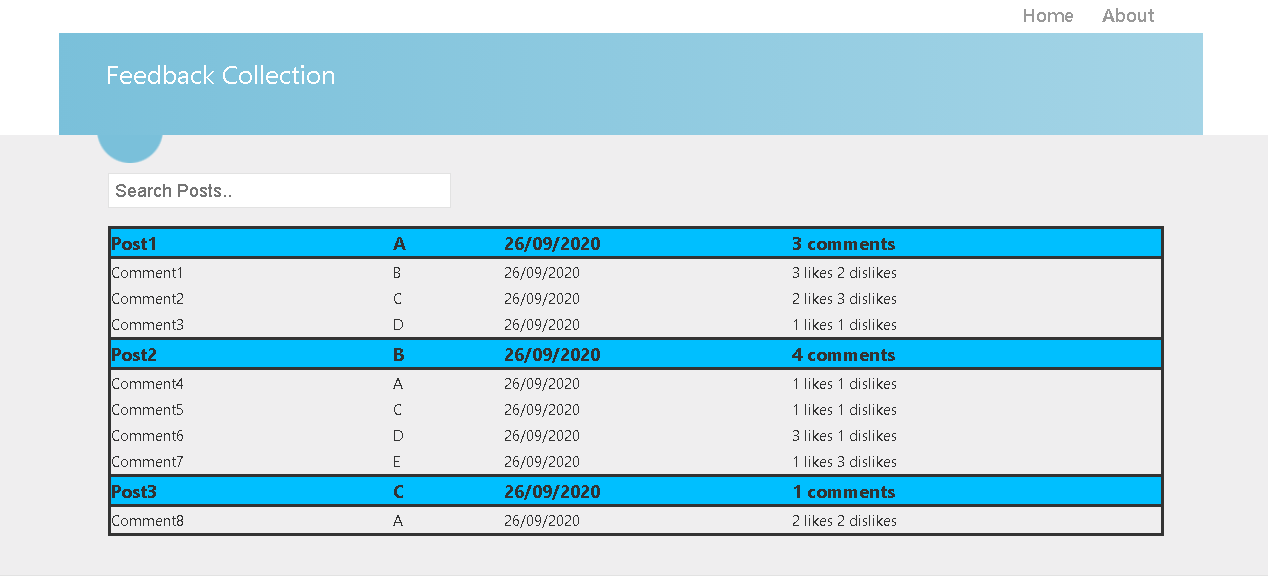 Home About
Feedback Collection
Search Posts..
Post1 A 26/09/2020 3 comments
Comment1 B 26/09/2020 3 likes 2 dislikes
Comment2 C 26/09/2020 2 likes 3 dislikes
Comment3 D 26/09/2020 1 likes 1 dislikes
Post2 B 26/09/2020 4 comments
Comment4 A 26/09/2020 1 likes 1 dislikes
Comment5 C 26/09/2020 1 likes 1 dislikes
Comment6 D 26/09/2020 3 likes 1 dislikes
Comment7 E 26/09/2020 1 likes 3 dislikes
Post3 C 26/09/2020 1 comments
Comment8 A 26/09/2020 2 likes 2 dislikes